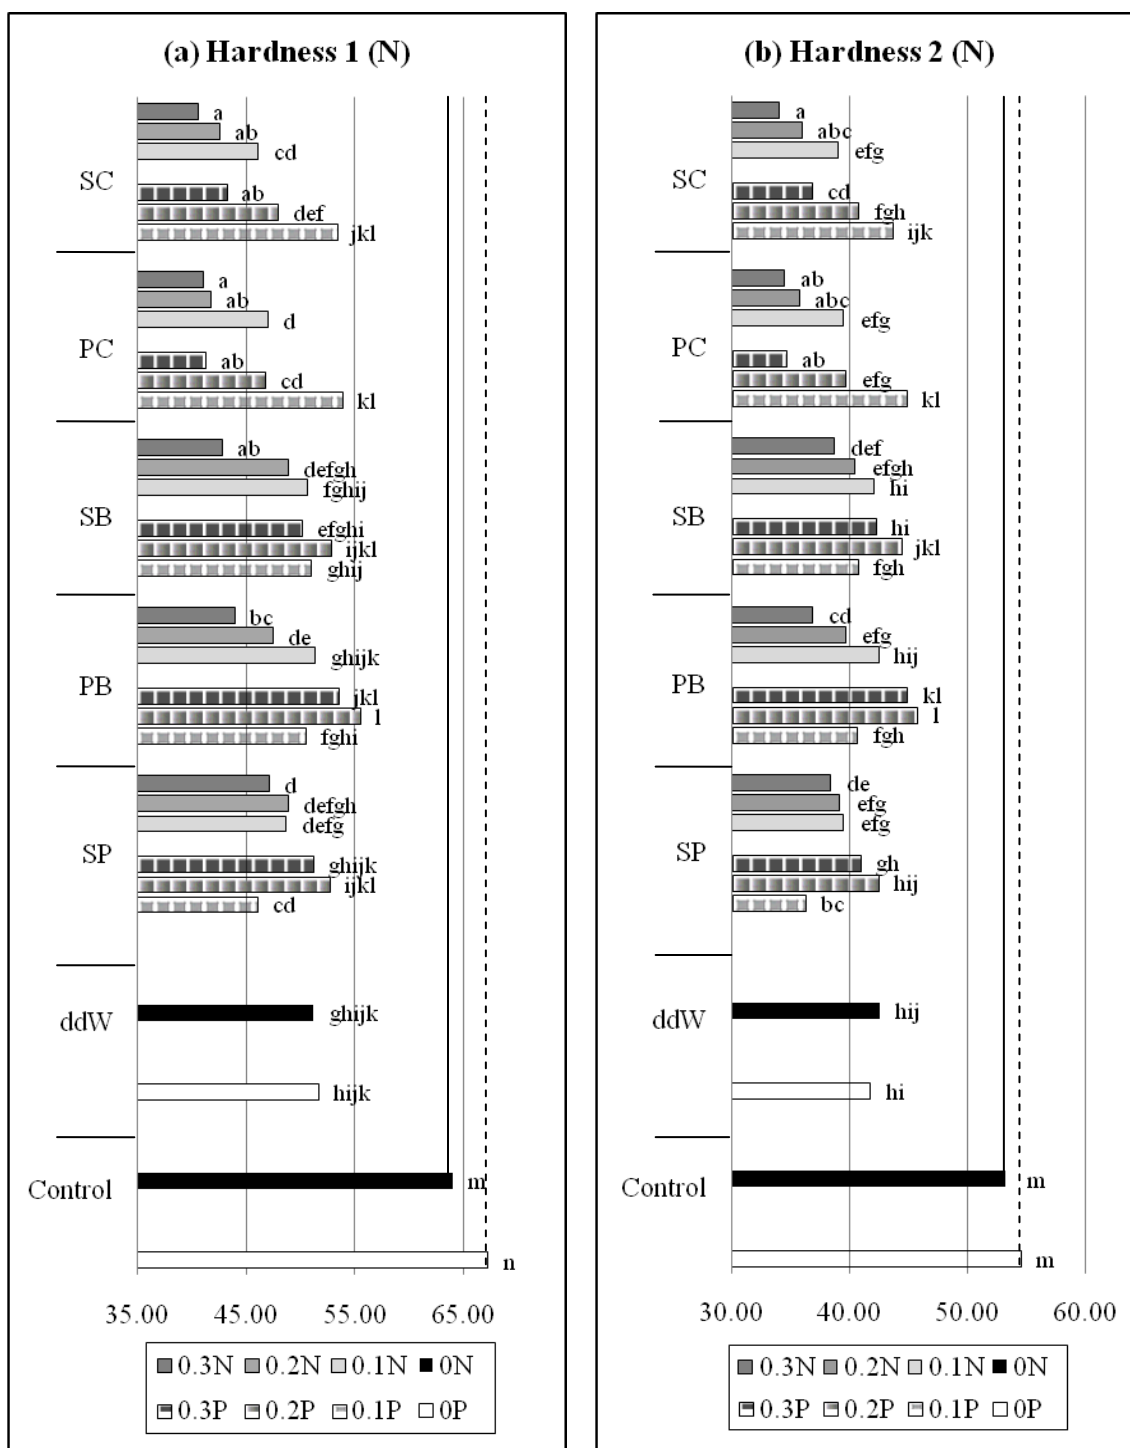 (a) Hardness 1 (N)
a
ab
cd
SC
ab
def
jkl
a
ab
d
PC
ab
cd
kl
ab
defgh
fghij
SB
efghi
ijkl
ghij
bc
de
ghijk
PB
jkl
l
fghi
d
defgh
defg
SP
ghijk
ijkl
cd
ddW
ghijk
hijk
Control
m
n
35.00 45.00 55.00 65.00
0.3N 0.2N 0.1N 0N
0.3P 0.2P 0.1P 0P
(b) Hardness 2 (N)
a
abc
efg
SC
cd
fgh
ijk
ab
abc
efg
PC
ab
efg
kl
def
efgh
hi
SB
hi
jkl
fgh
cd
efg
hij
PB
kl
l
fgh
de
efg
efg
SP
gh
hij
bc
ddW
hij
hi
Control
m
m
30.00 40.00 50.00 60.00
0.3N 0.2N 0.1N 0N
0.3P 0.2P 0.1P 0P